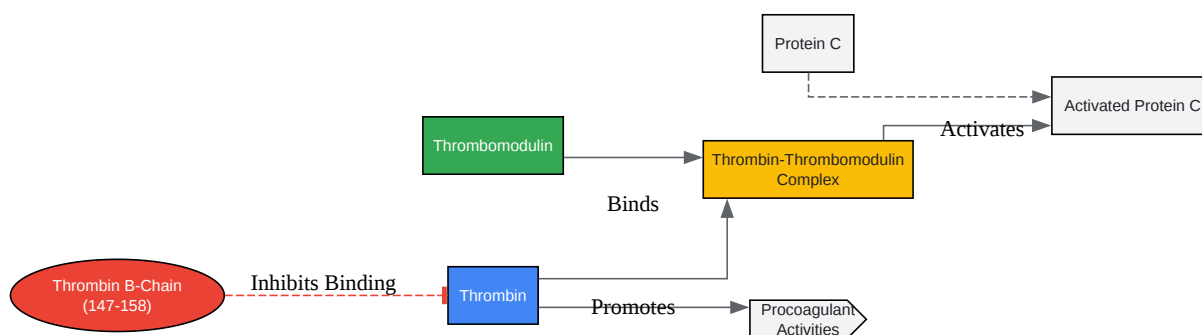 Protein C
Activated Protein C
Activates
Thrombomodulin
Thrombin-Thrombomodulin
Complex
Binds
Thrombin B-Chain
(147-158)
Inhibits Binding
Thrombin
Promotes
Procoagulant
Activities